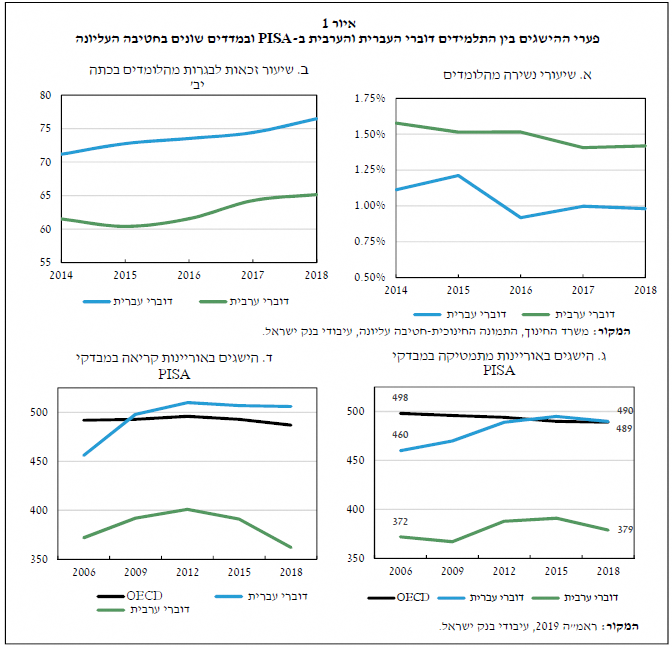 איור 1
פערי ההישגים בין התלמידים דוברי העברית והערבית ב-PISA ובמדדים שונים בחטיבה העליונה
א. שיעורי נשירה מהלומדים
1.75%
1.50%
1.25%
1.00%
0.75%
0.50%
2014 2015 2016 2017 2018
דוברי עברית דוברי ערבית
ב. שיעור זכאות לבגרות מהלומדים בכתה
יב'
80
75
70
65
60
55
2014 2015 2016 2017 2018
דוברי עברית דוברי ערבית
המקור: משרד החינוך, התמונה החינוכית-חטיבה עליונה, עיבודי בנק ישראל.
ג. הישגים באוריינות מתמטיקה במבדקי
PISA
500
450
400
350
498
460
372
490
489
379
2006 2009 2012 2015 2018
OECD דוברי עברית דוברי ערבית
ד. הישגים באוריינות קריאה במבדקי
PISA
500
450
400
350
2006 2009 2012 2015 2018
OECD דוברי עברית
דוברי ערבית
המקור: ראמ"ה 2019, עיבודי בנק ישראל.